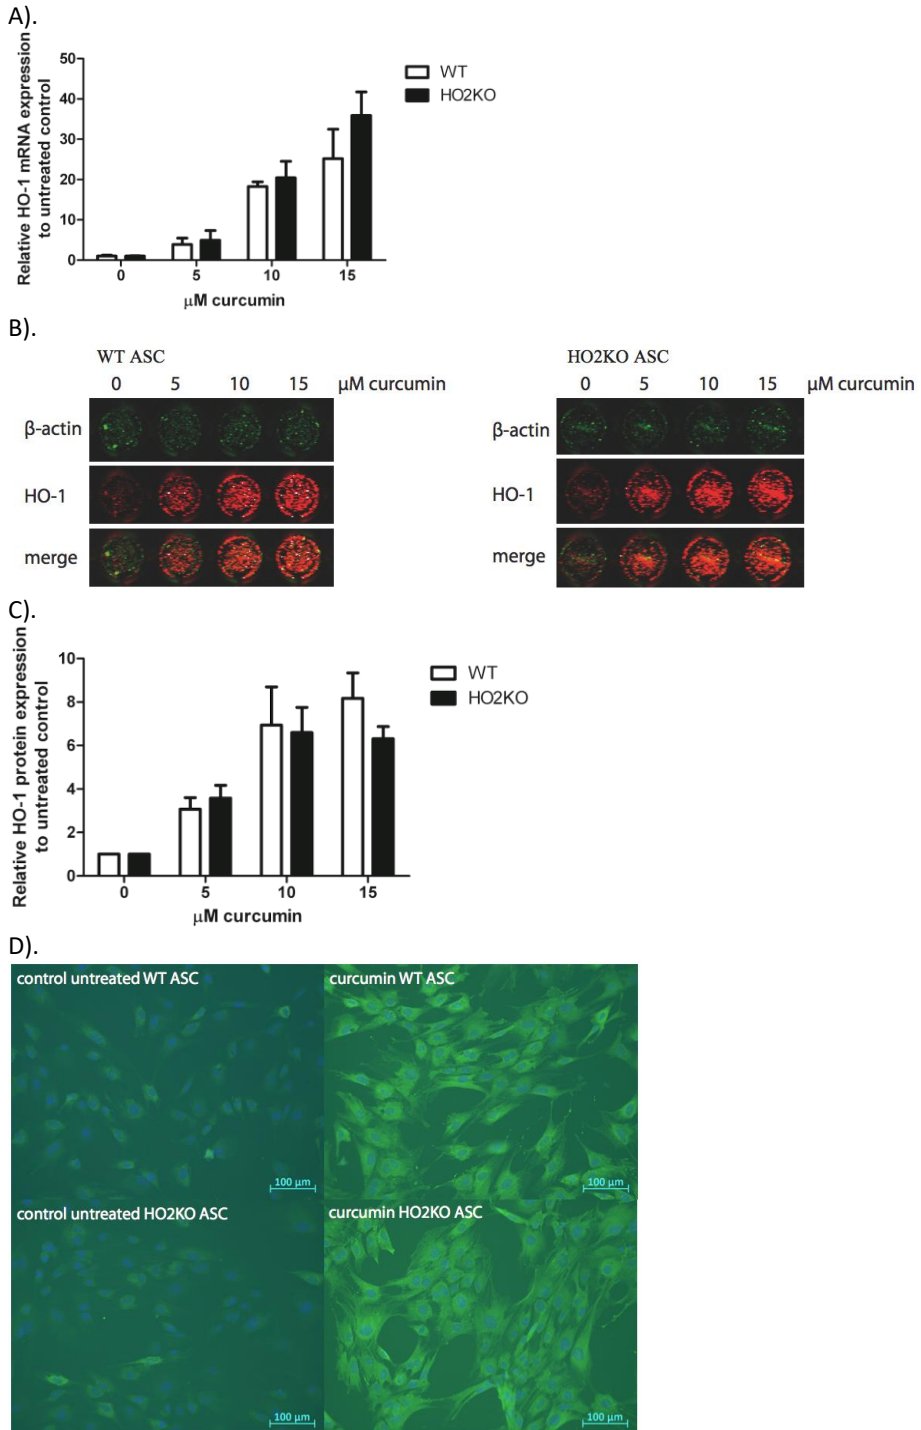 A).
Relative HO-1 mRNA expression
to untreated control
50
40
30
20
10
0
WT
HO2KO
0 5 10 15
μM curcumin
B).
WT ASC
0 5 10 15 μM curcumin
β-actin
HO-1
merge
HO2KO ASC
0 5 10 15 μM curcumin
β-actin
HO-1
merge
C).
Relative HO-1 protein expression
to untreated control
10
8
6
4
2
0
WT
HO2KO
0 5 10 15
μM curcumin
D).
control untreated WT ASC
100 μm
curcumin WT ASC
100 μm
control untreated HO2KO ASC
100 μm
curcumin HO2KO ASC
100 μm